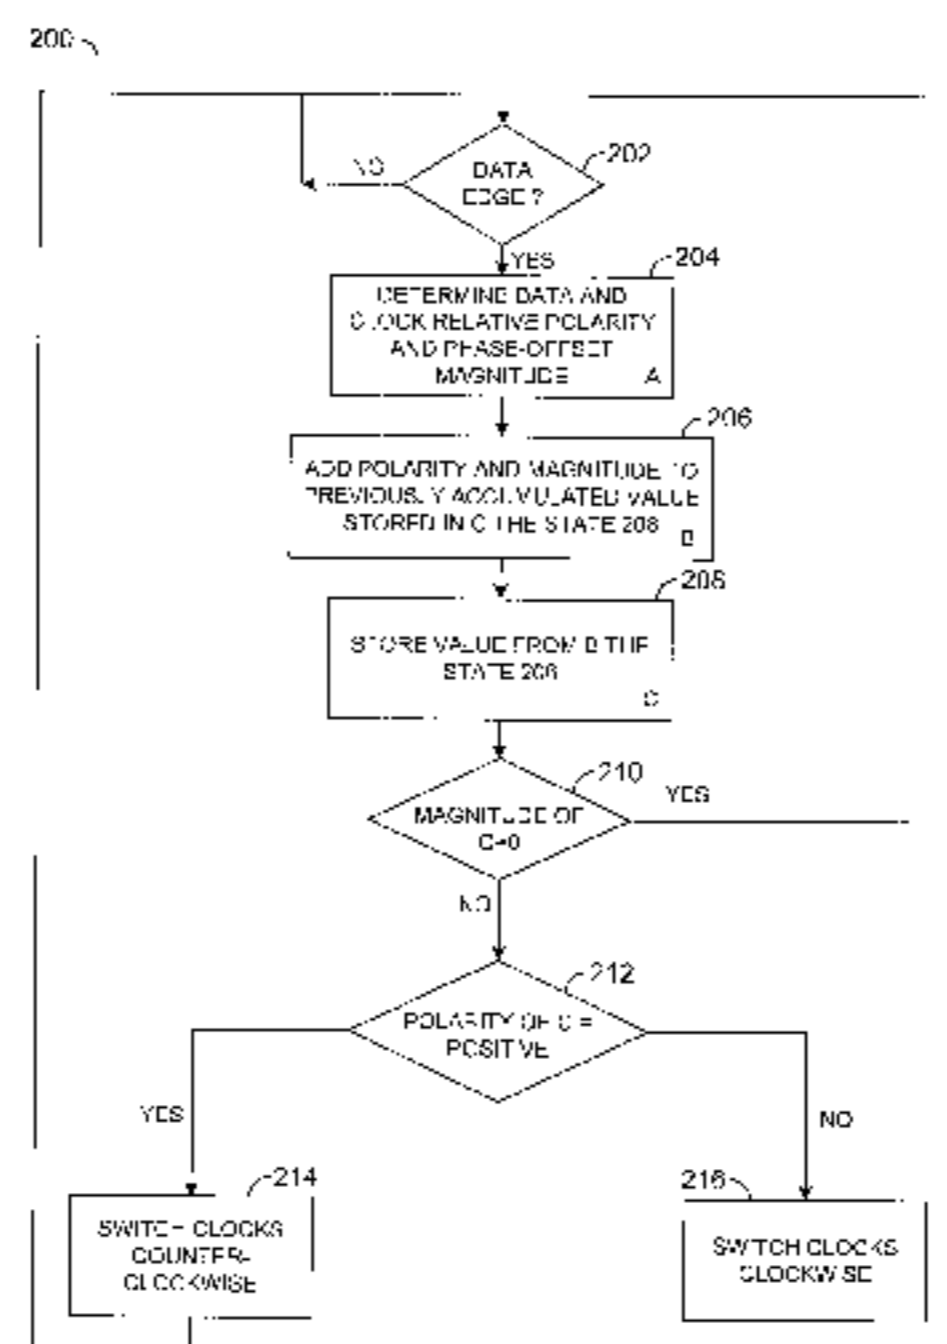 200
DATA
EDGE ?
202
NO
YES
204
DETERMINE DATA AND
CLOCK RELATIVE POLARITY
AND PHASE-OFFSET
MAGNITUDE
A
206
ADD POLARITY AND MAGNITUDE TO
PREVIOUSLY ACCUMULATED VALUE
STORED IN C THE STATE 208
B
208
STORE VALUE FROM B THE
STATE 206
C
210
YES
MAGNITUDE OF
C=0
NO
212
POLARITY OF C =
POSITIVE
YES
NO
214
SWITCH CLOCKS
COUNTER-
CLOCKWISE
216
SWITCH CLOCKS
CLOCKWISE